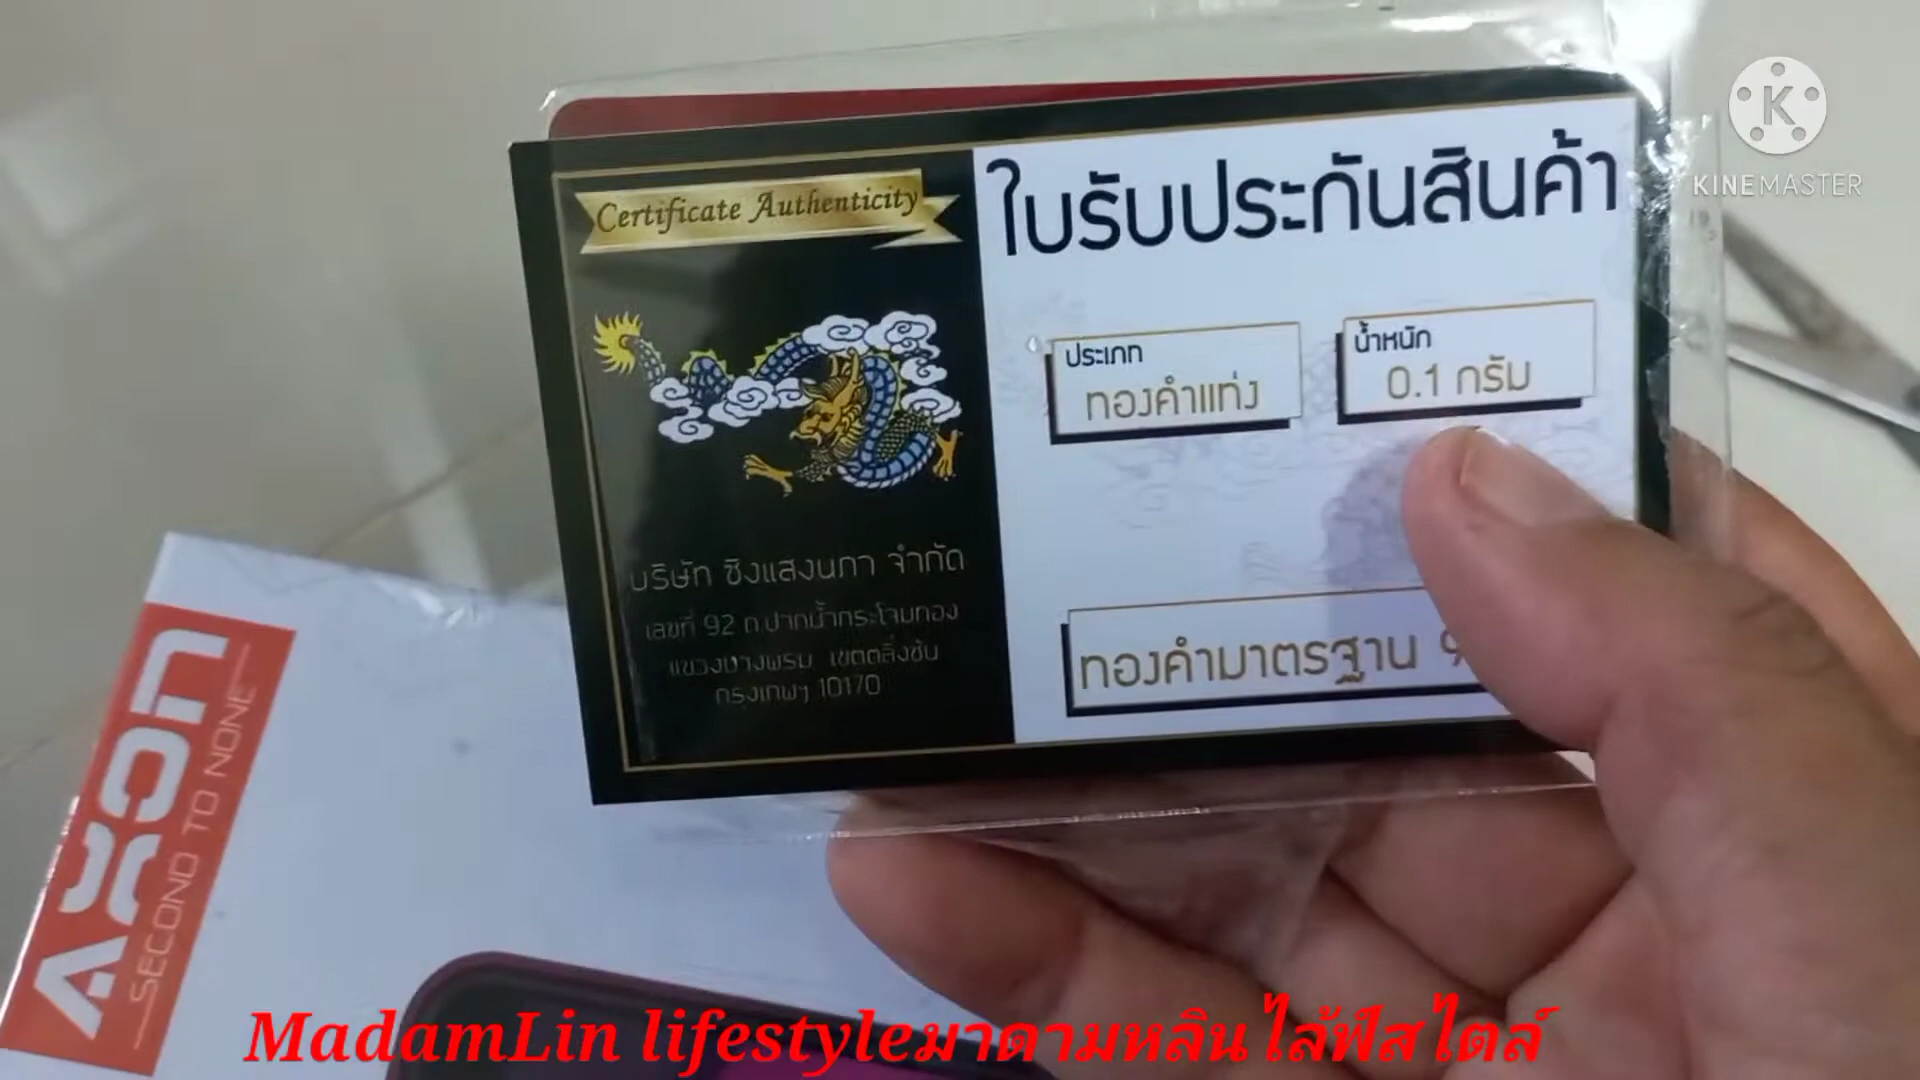 K
KINEMASTER
Certificate Authenticity
ใบรับประกันสินค้า
ประเภท
ทองคำแท่ง
น้ำหนัก
0.1 กรัม
ทองคำมาตรฐาน 9
บริษัท ชิงแสงนภา จำกัด
เลขที่ 92 ถ.ปากน้ำกระโจมทอง
แขวงบางพรม เขตตลิ่งชัน
กรุงเทพฯ 10170
Axon
SECOND TO NONE
MadamLin lifestyleมาดามหลิน ไล้ฟ์สไตล์